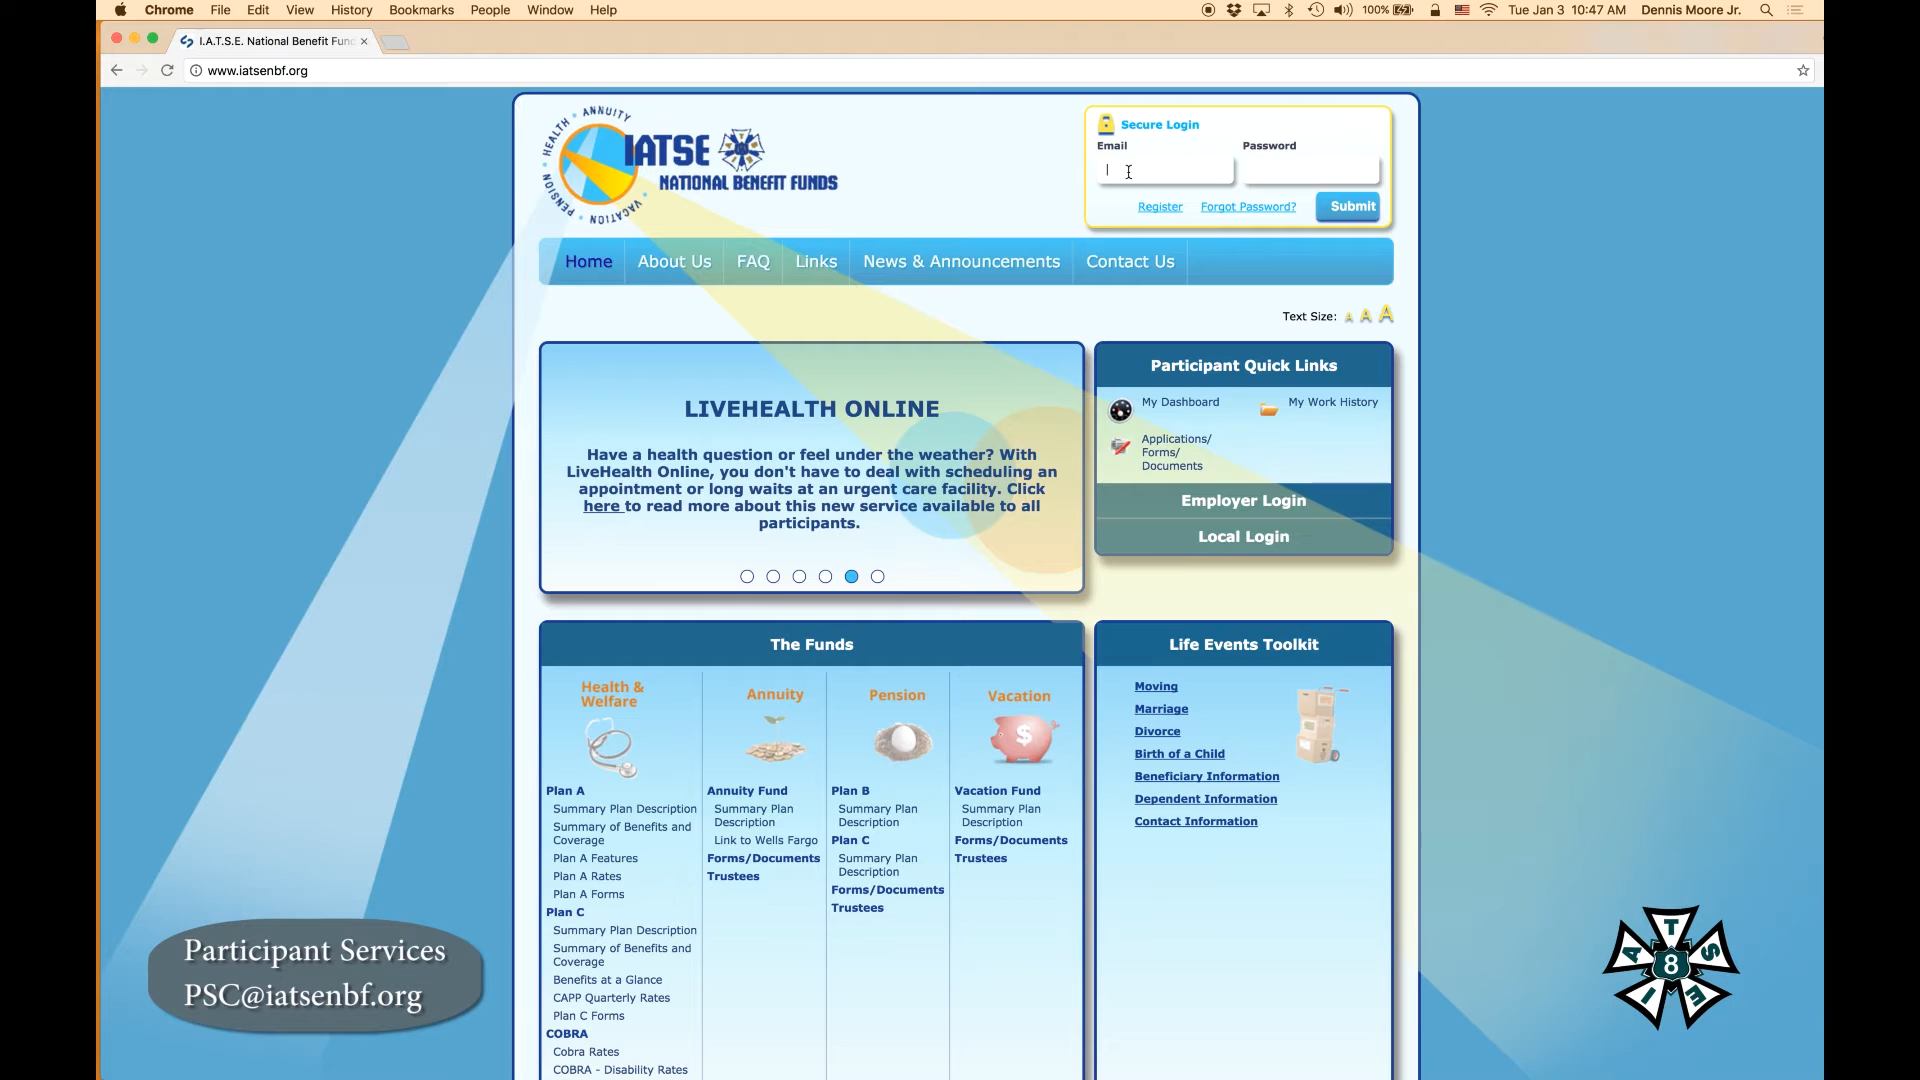 Chrome File Edit View History Bookmarks People Window Help
100% Tue Jan 3 10:47 AM Dennis Moore Jr.
I.A.T.S.E. National Benefit Fun
www.iatsenbf.org
HEALTH • ANNUITY
PENSION • VACATION
IATSE
NATIONAL BENEFIT FUNDS
Secure Login
Email Password
Register Forgot Password? Submit
Home About Us FAQ Links News & Announcements Contact Us
Text Size: A A A
LIVEHEALTH ONLINE
Have a health question or feel under the weather? With
LiveHealth Online, you don't have to deal with scheduling an
appointment or long waits at an urgent care facility. Click
here to read more about this new service available to all
participants.
Participant Quick Links
My Dashboard
My Work History
Applications/
Forms/
Documents
Employer Login
Local Login
The Funds
Health &
Welfare
Plan A
Summary Plan Description
Summary of Benefits and
Coverage
Plan A Features
Plan A Rates
Plan A Forms
Plan C
Summary Plan Description
Summary of Benefits and
Coverage
Benefits at a Glance
CAPP Quarterly Rates
Plan C Forms
COBRA
Cobra Rates
COBRA - Disability Rates
Annuity
Annuity Fund
Summary Plan
Description
Link to Wells Fargo
Forms/Documents
Trustees
Pension
Plan B
Summary Plan
Description
Plan C
Summary Plan
Description
Forms/Documents
Trustees
Vacation
$
Vacation Fund
Summary Plan
Description
Forms/Documents
Trustees
Life Events Toolkit
Moving
Marriage
Divorce
Birth of a Child
Beneficiary Information
Dependent Information
Contact Information
Participant Services
PSC@iatsenbf.org
I A T S E
8